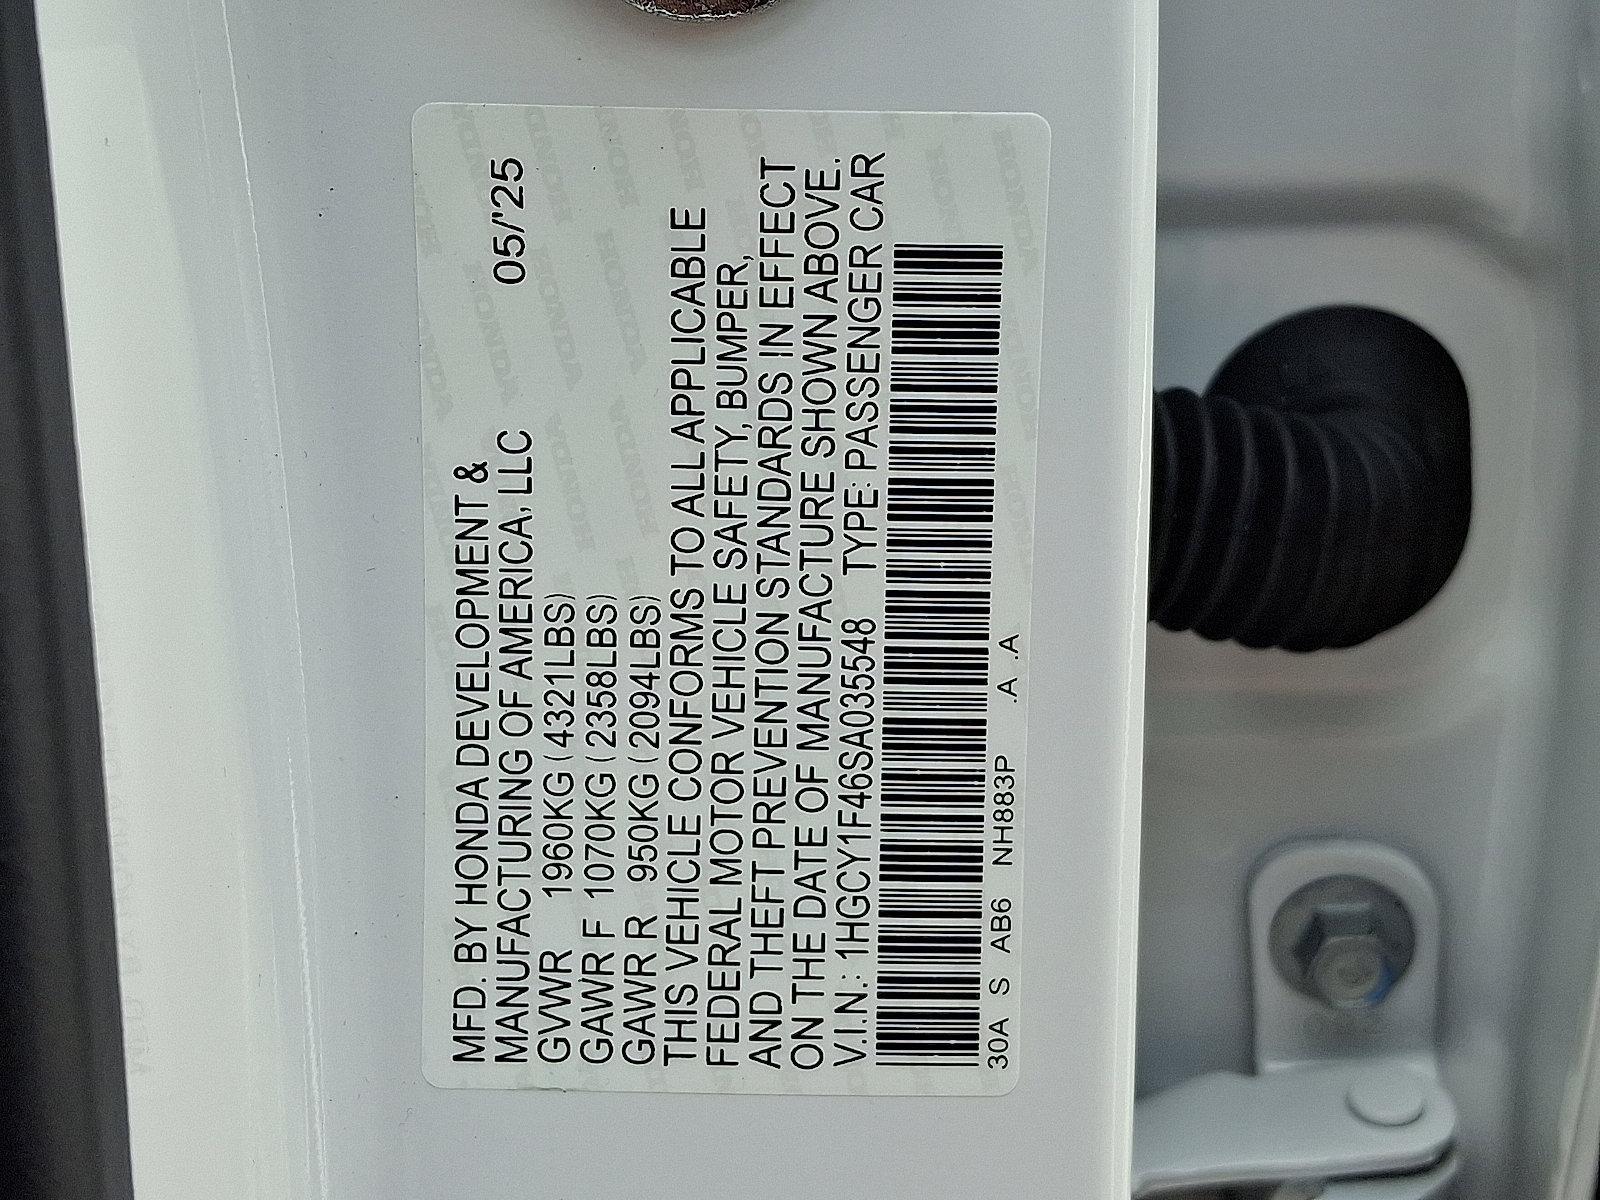 MFD. BY HONDA DEVELOPMENT &
MANUFACTURING OF AMERICA, LLC 05/'25
GVWR 1960KG (4321LBS)
GAWR F 1070KG (2358LBS)
GAWR R 950KG (2094LBS)
THIS VEHICLE CONFORMS TO ALL APPLICABLE
FEDERAL MOTOR VEHICLE SAFETY, BUMPER,
AND THEFT PREVENTION STANDARDS IN EFFECT
ON THE DATE OF MANUFACTURE SHOWN ABOVE.
V.I.N.: 1HGCY1F46SA035548 TYPE: PASSENGER CAR
30A S AB6 NH883P .A .A